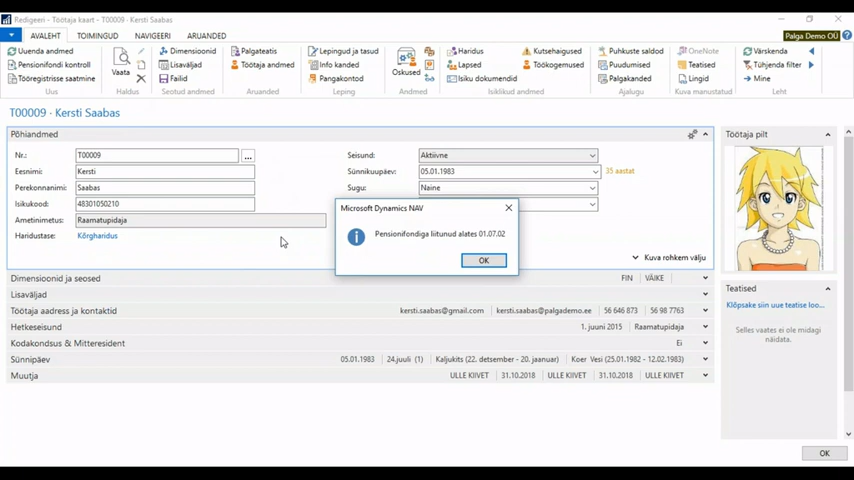 Redigeeri - Töötaja kaart - T00009 · Kersti Saabas
AVALEHT TOIMINGUD NAVIGEERI ARUANDED
Palga Demo OÜ
Uuenda andmed
Pensionifondi kontroll
Tööregistrisse saatmine
Uus
Vaata
Haldus
Dimensioonid
Lisaväljad
Failid
Seotud andmed
Palgateatis
Töötaja andmed
Aruanded
Lepingud ja tasud
Info kanded
Pangakontod
Leping
Oskused
Andmed
Haridus
Lapsed
Isiku dokumendid
Kutsehaigused
Töökogemused
Isiklikud andmed
Puhkuste saldod
Puudumised
Palgakanded
Ajalugu
OneNote
Teatised
Lingid
Kuva manustatud
Värskenda
Tühjenda filter
Mine
Leht
T00009 · Kersti Saabas
Põhiandmed
Nr.: T00009 ...
Eesnimi: Kersti
Perekonnanimi: Saabas
Isikukood: 48301050210
Ametinimetus: Raamatupidaja
Haridustase: Kõrgharidus
Seisund: Aktiivne
Sünnikuupäev: 05.01.1983 35 aastat
Sugu: Naine
Microsoft Dynamics NAV
Pensionifondiga liitunud alates 01.07.02
OK
Kuva rohkem välju
Dimensioonid ja seosed FIN VÄIKE
Lisaväljad
Töötaja aadress ja kontaktid kersti.saabas@gmail.com kersti.saabas@palgademo.ee 56 646 873 56 98 7763
Hetkeseisund 1. juuni 2015 Raamatupidaja
Kodakondsus & Mitteresident Ei
Sünnipäev 05.01.1983 24.juuli (1) Kaljukits (22. detsember - 20. jaanuar) Koer Vesi (25.01.1982 - 12.02.1983)
Muutja ULLE KIIVET 31.10.2018 ULLE KIIVET 31.10.2018 ULLE KIIVET
Töötaja pilt
Teatised
Klõpsake siin uue teatise loo...
Selles vaates ei ole midagi
näidata.
OK